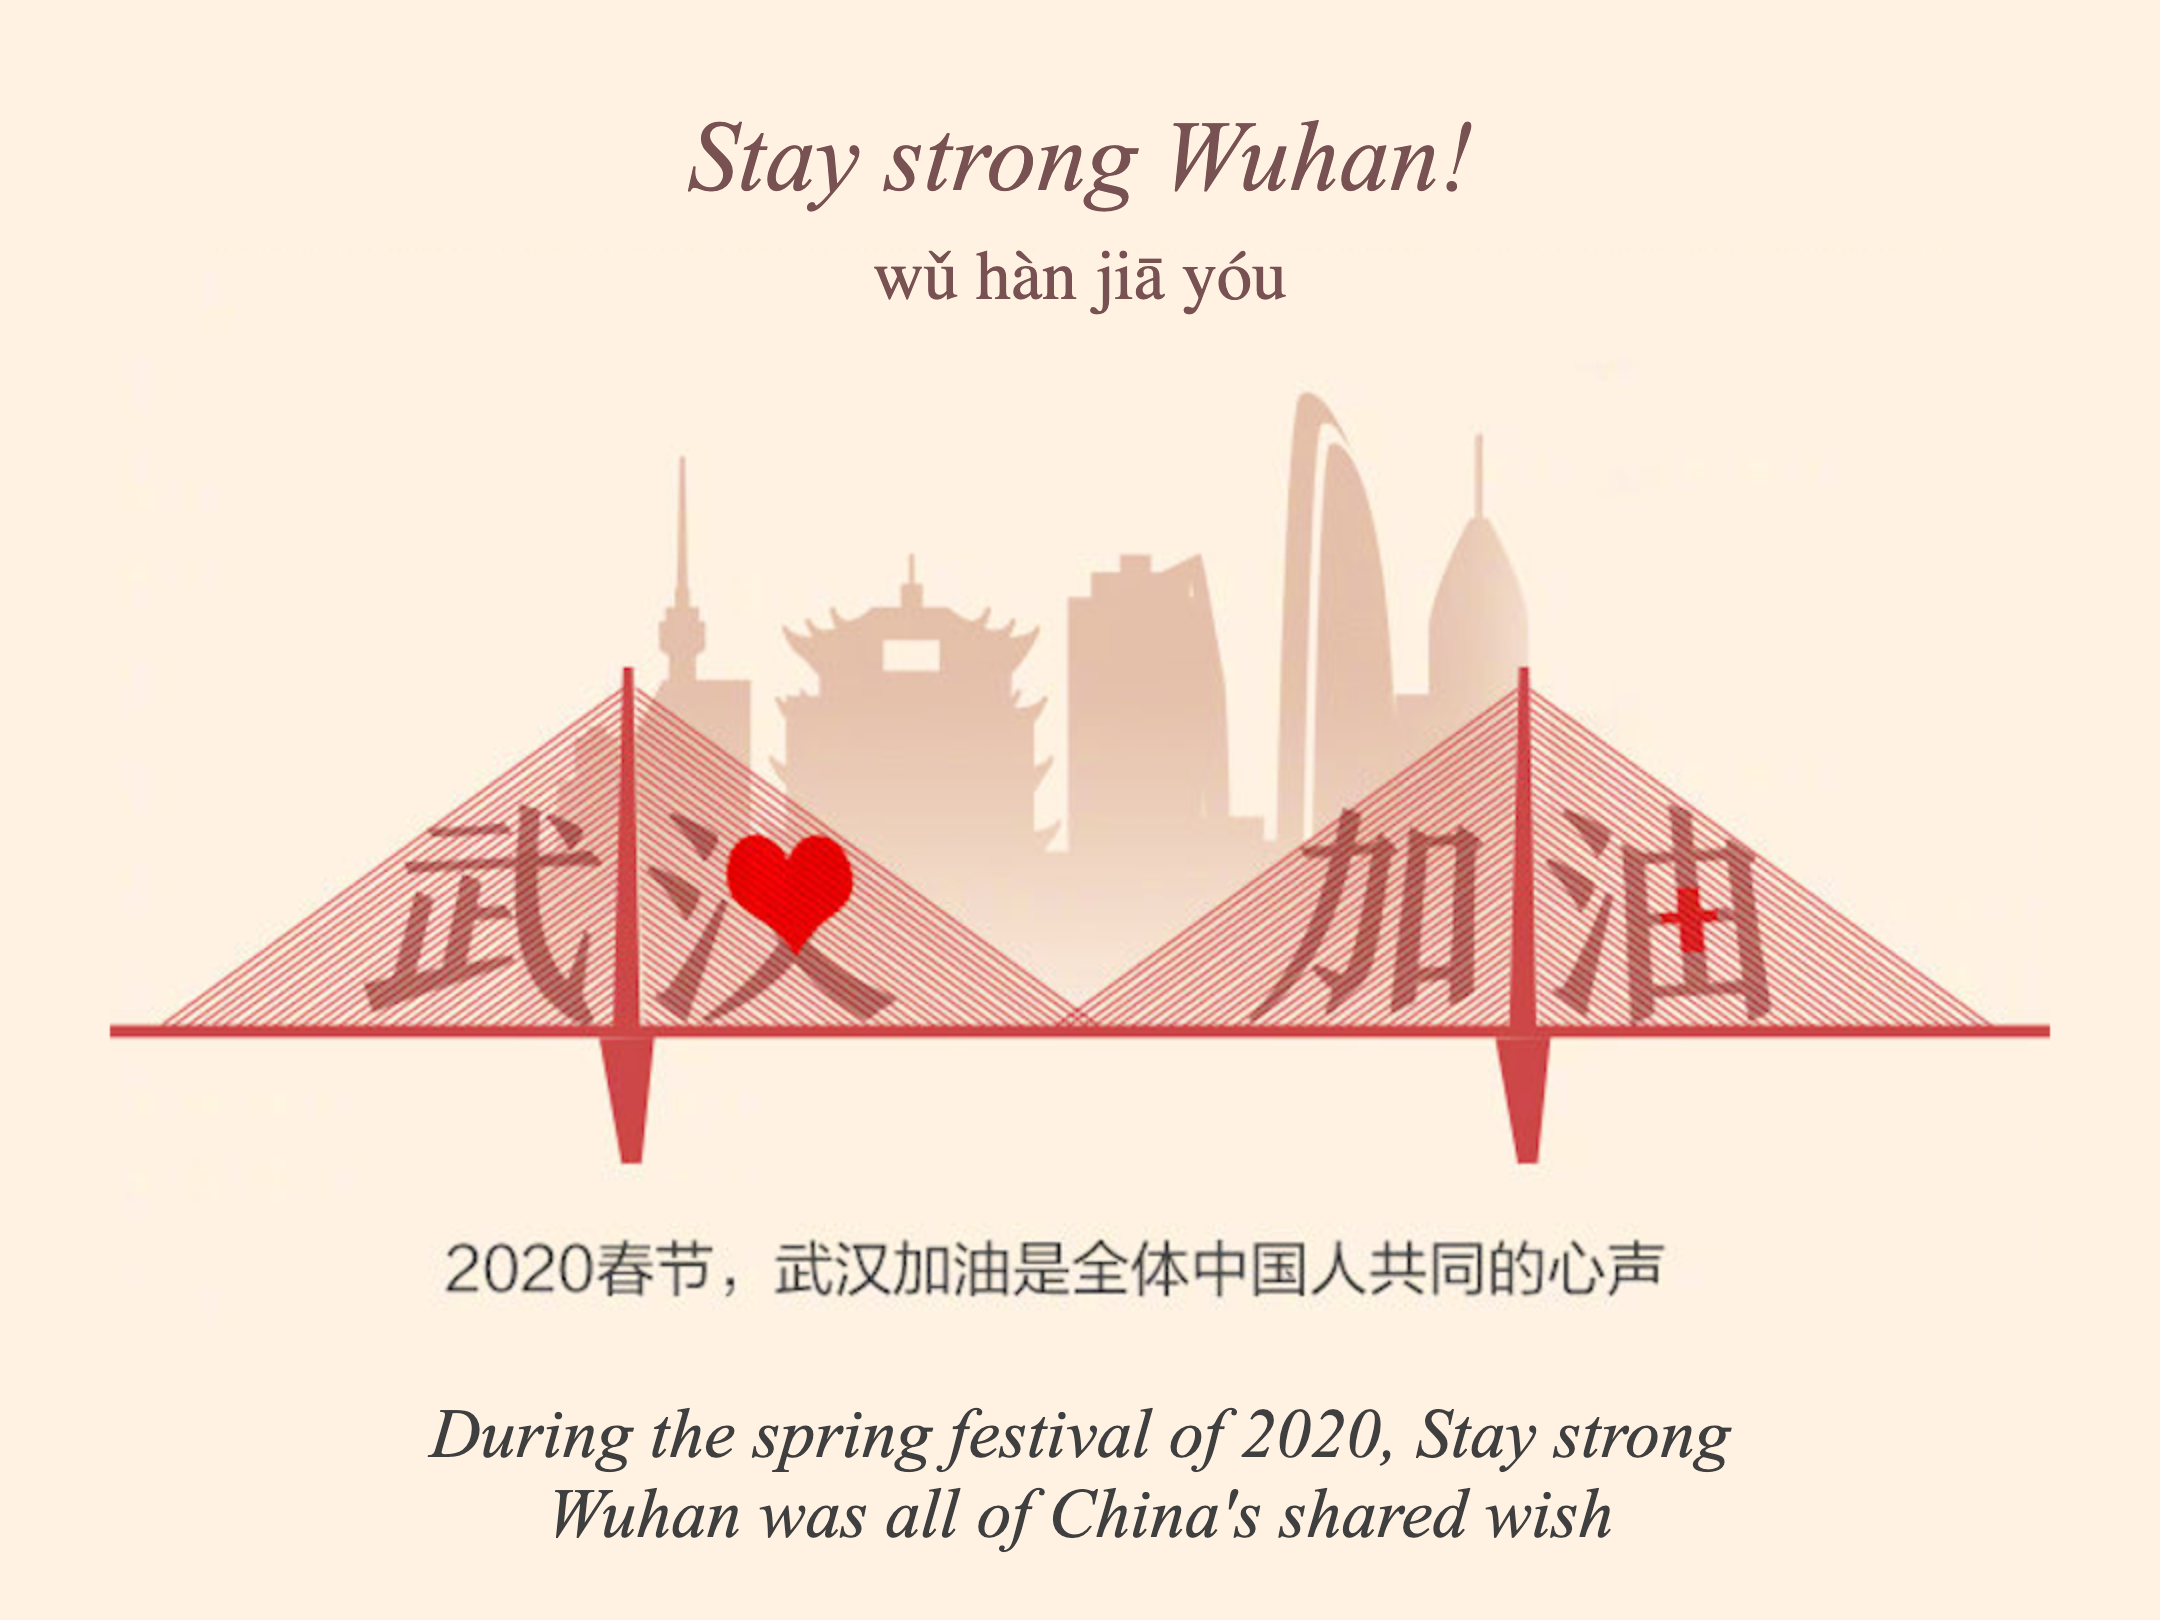 Stay strong Wuhan!
wǔ hàn jiā yóu
武汉加油
2020春节，武汉加油是全体中国人共同的心声
During the spring festival of 2020, Stay strong
Wuhan was all of China's shared wish